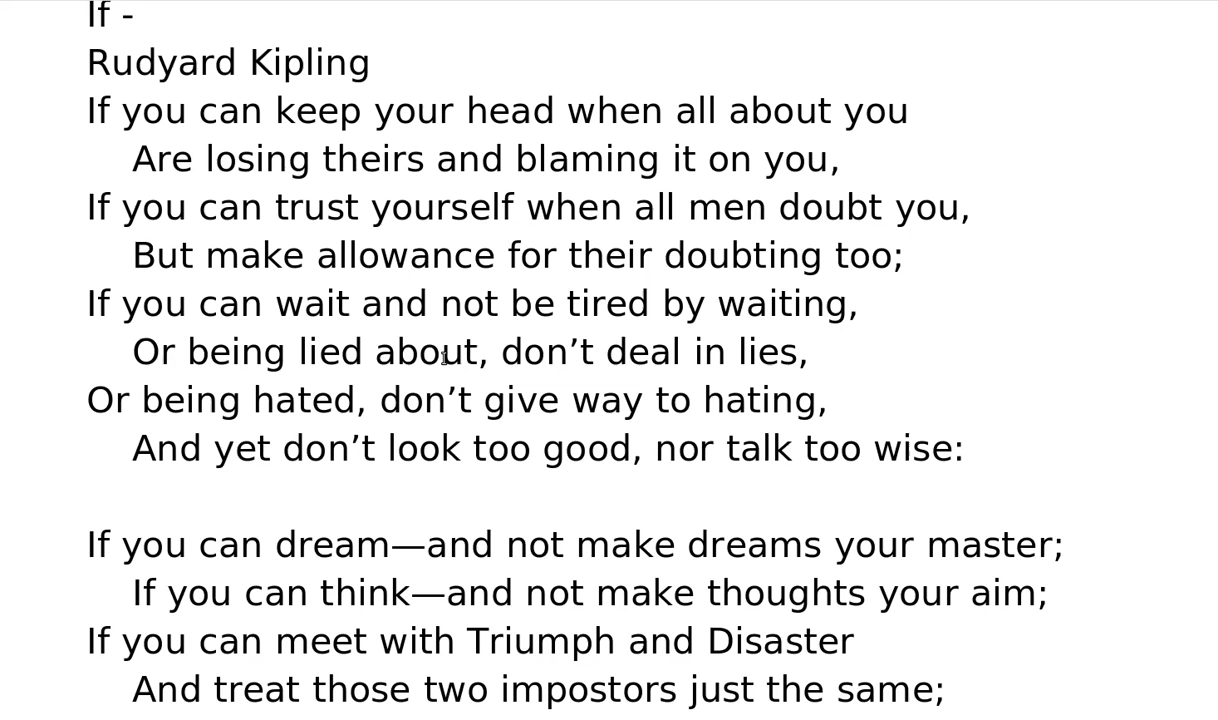 If -
Rudyard Kipling
If you can keep your head when all about you
Are losing theirs and blaming it on you,
If you can trust yourself when all men doubt you,
But make allowance for their doubting too;
If you can wait and not be tired by waiting,
Or being lied about, don’t deal in lies,
Or being hated, don’t give way to hating,
And yet don’t look too good, nor talk too wise:

If you can dream—and not make dreams your master;
If you can think—and not make thoughts your aim;
If you can meet with Triumph and Disaster
And treat those two impostors just the same;